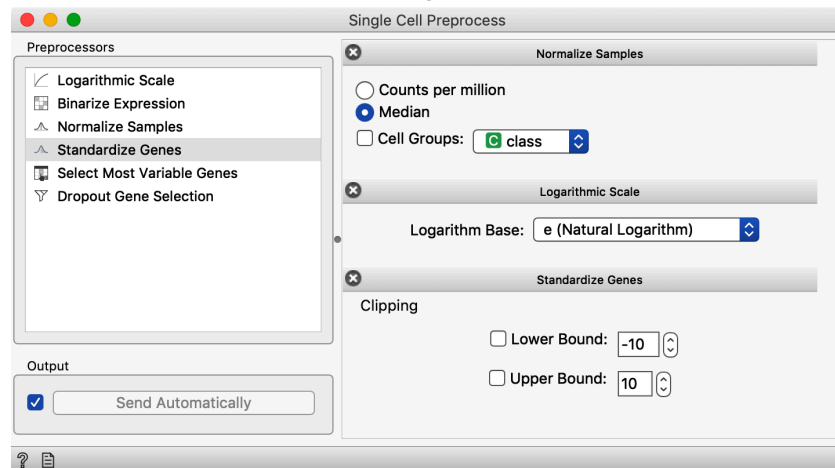 Single Cell Preprocess
Preprocessors
Logarithmic Scale
Binarize Expression
Normalize Samples
Standardize Genes
Select Most Variable Genes
Dropout Gene Selection
Output
Send Automatically
Normalize Samples
Counts per million
Median
Cell Groups: C class
Logarithmic Scale
Logarithm Base: e (Natural Logarithm)
Standardize Genes
Clipping
Lower Bound: -10
Upper Bound: 10
?